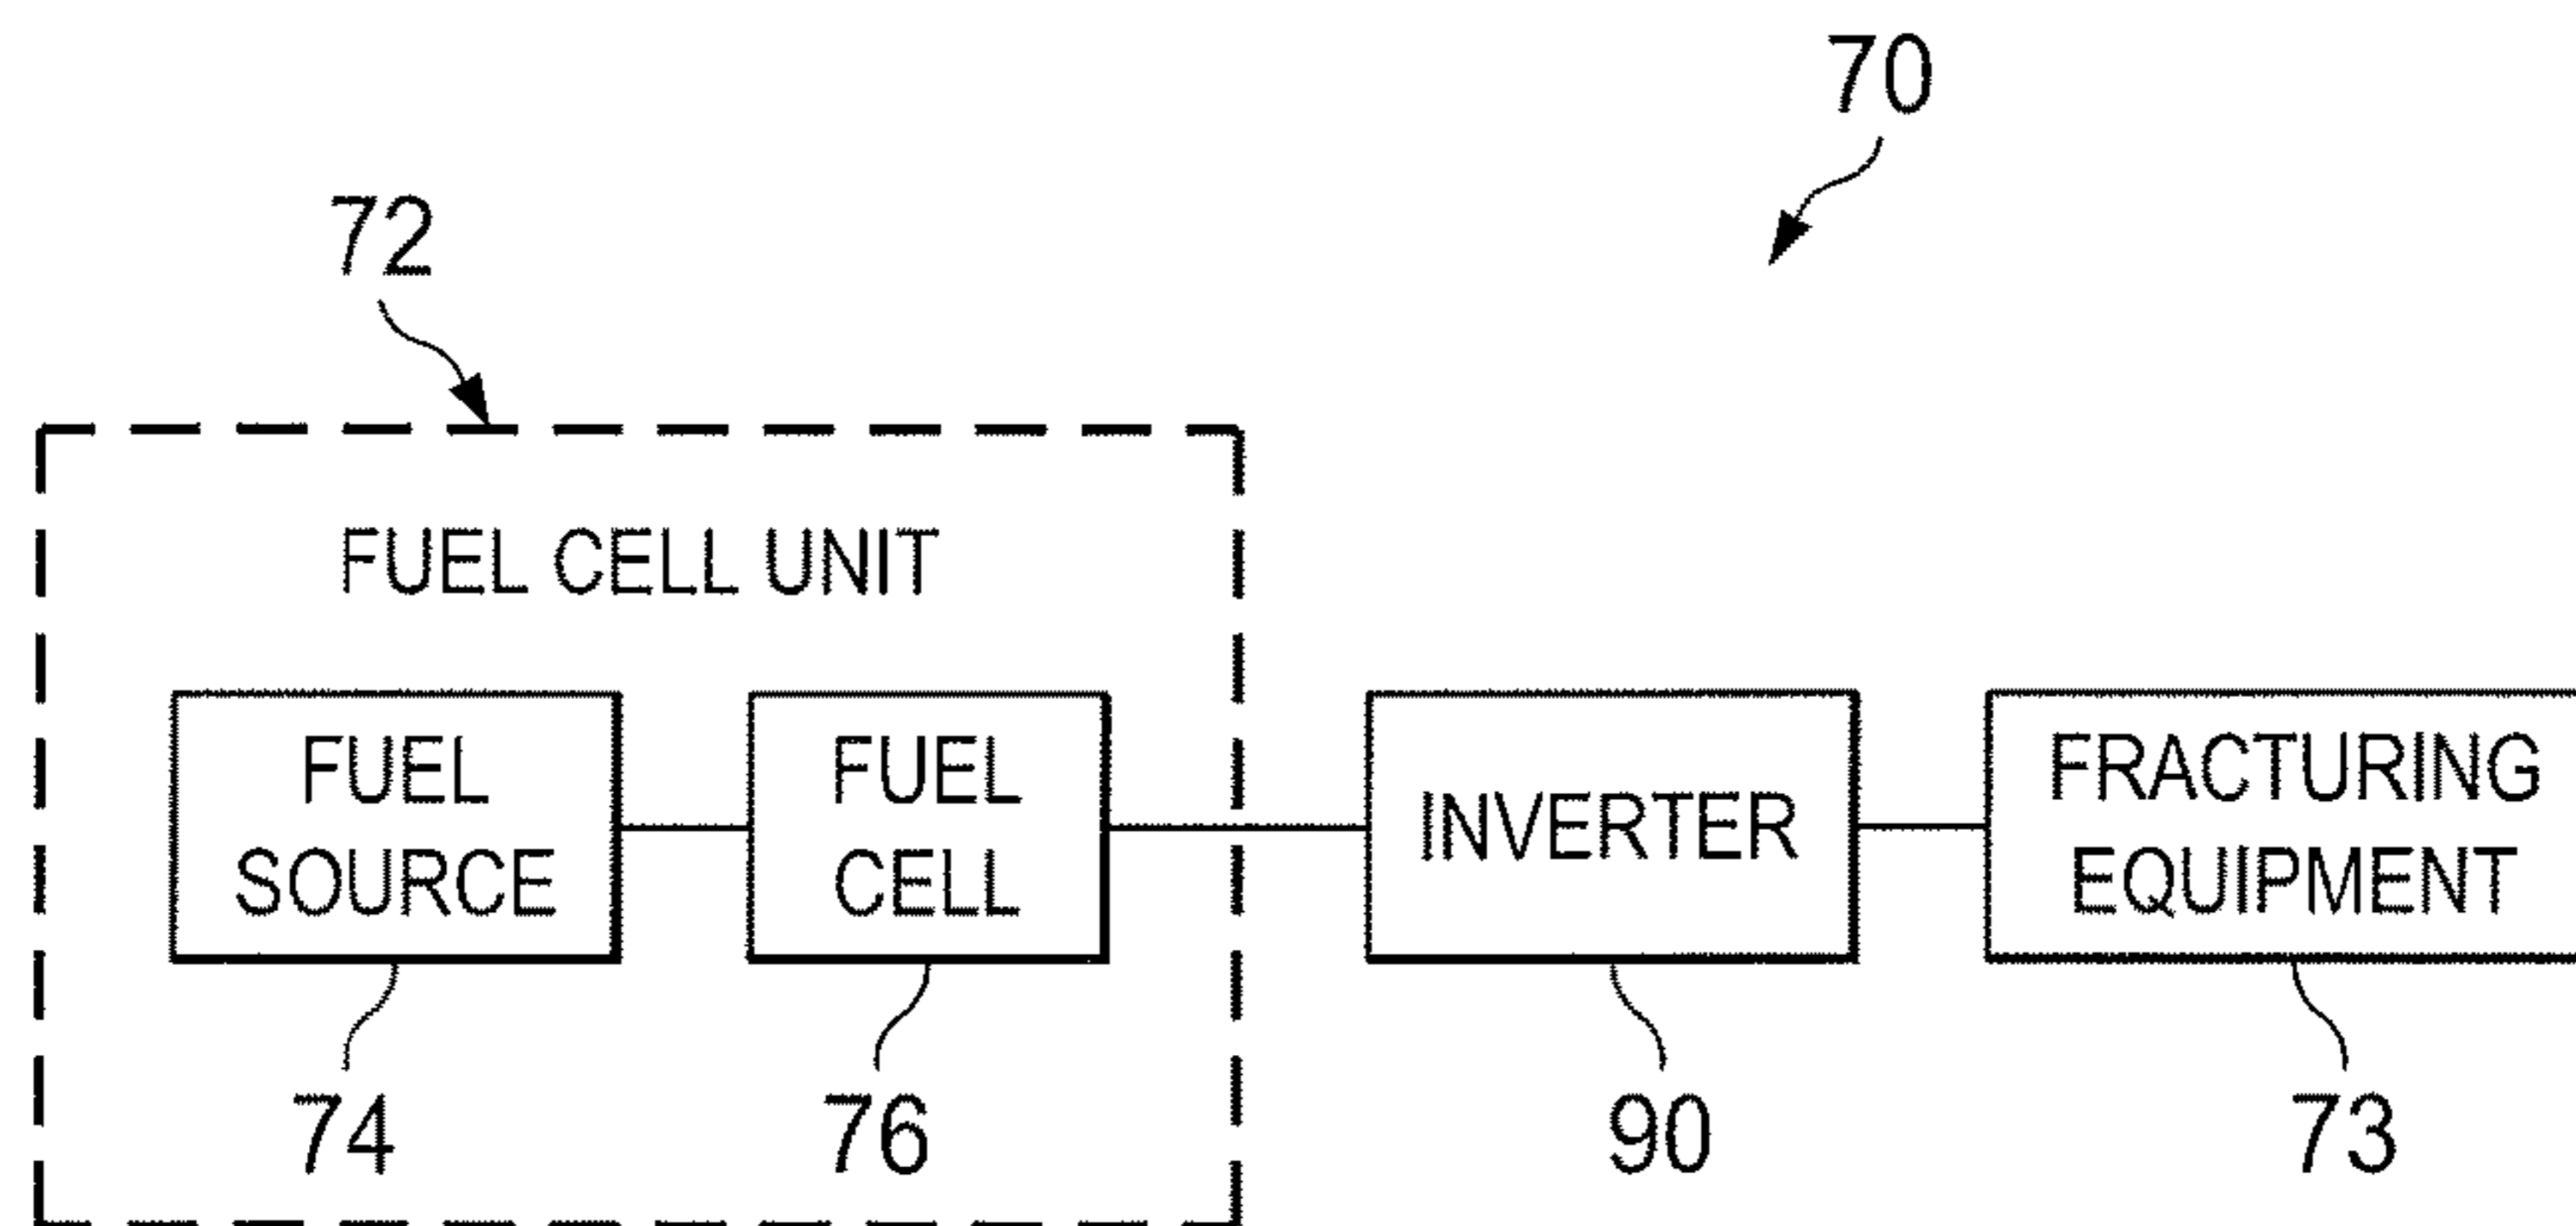 70
72
FUEL CELL UNIT
FUEL
SOURCE
FUEL
CELL
INVERTER
FRACTURING
EQUIPMENT
74
76
90
73